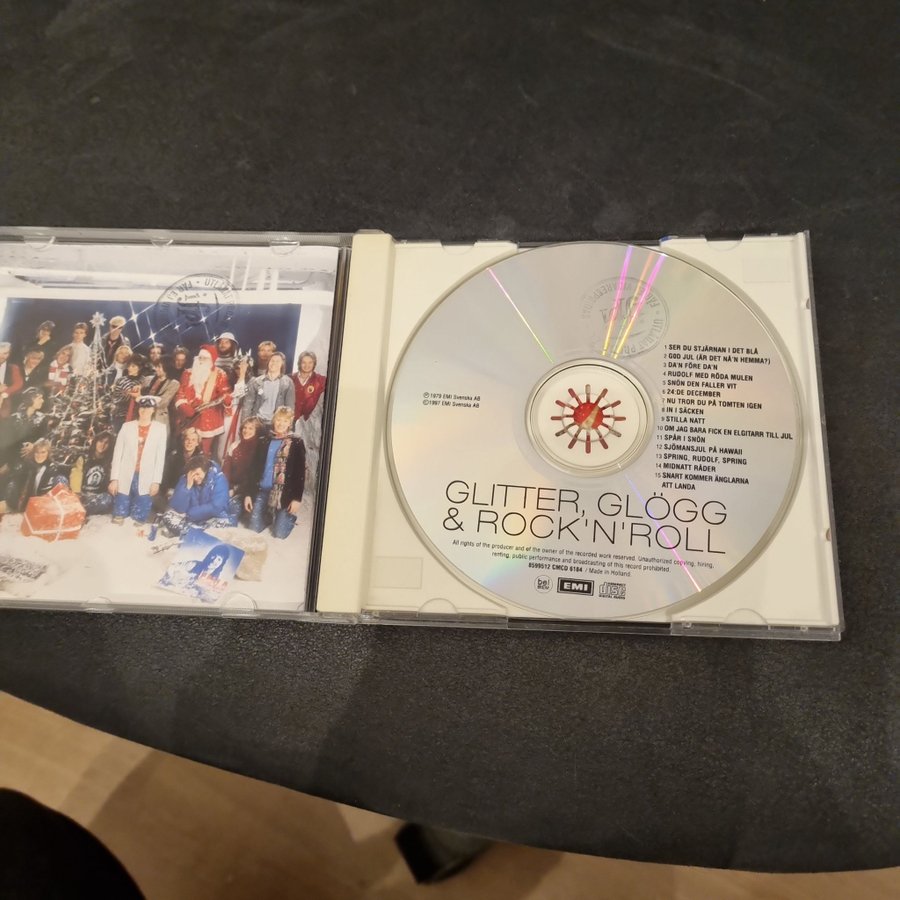 ℗ 1979 EMI Svenska AB
© 1997 EMI Svenska AB
1 SER DU STJÄRNAN I DET BLÅ
2 GOD JUL (ÄR DET NÅ'N HEMMA?)
3 DA'N FÖRE DA'N
4 RUDOLF MED RÖDA MULEN
5 SNÖN DEN FALLER VIT
6 24:DE DECEMBER
7 NU TROR DU PÅ TOMTEN IGEN
8 IN I SÄCKEN
9 STILLA NATT
10 OM JAG BARA FICK EN ELGITARR TILL JUL
11 SPÅR I SNÖN
12 SJÖMANSJUL PÅ HAWAII
13 SPRING, RUDOLF, SPRING
14 MIDNATT RÅDER
15 SNART KOMMER ÄNGLARNA
ATT LANDA
GLITTER, GLÖGG
& ROCK'N'ROLL
All rights of the producer and of the owner of the recorded work reserved. Unauthorized copying, hiring,
renting, public performance and broadcasting of this record prohibited.
8599512 CMCD 6184 / Made in Holland.
EMI
COMPACT
disc
DIGITAL AUDIO